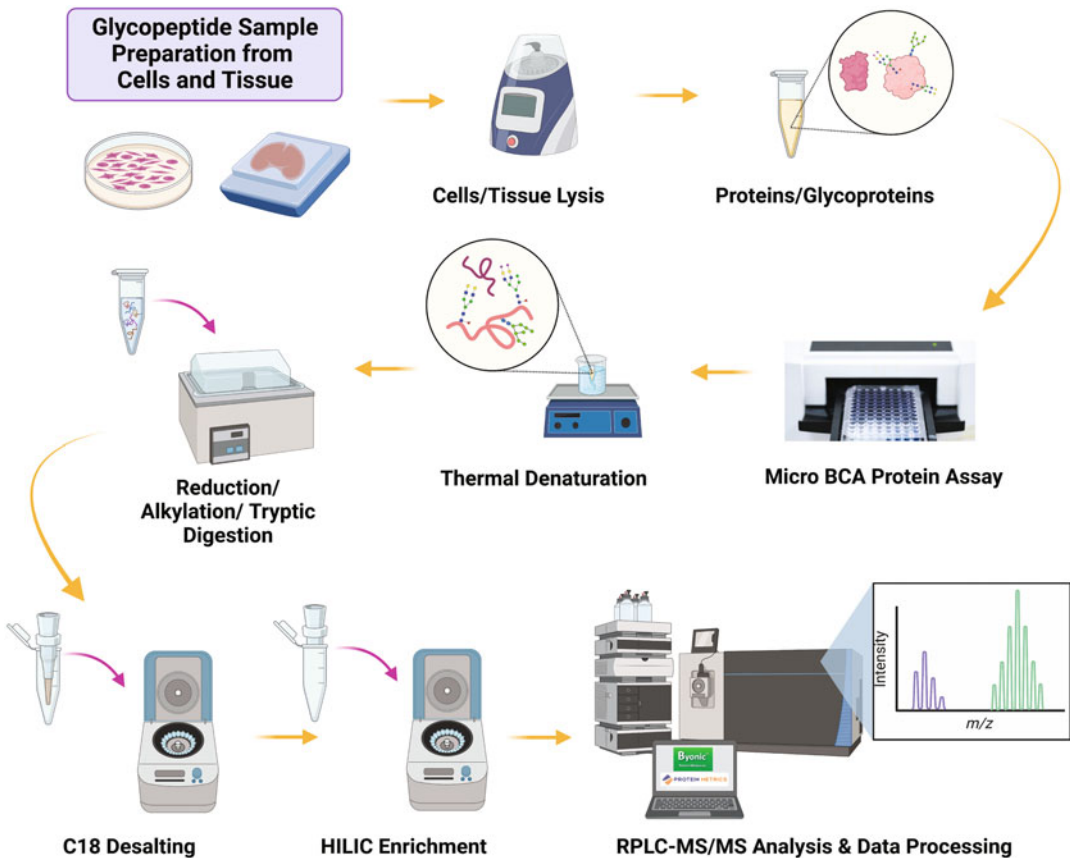 Glycopeptide Sample
Preparation from
Cells and Tissue
Cells/Tissue Lysis
Proteins/Glycoproteins
Micro BCA Protein Assay
Thermal Denaturation
Reduction/
Alkylation/ Tryptic
Digestion
C18 Desalting
HILIC Enrichment
RPLC-MS/MS Analysis & Data Processing
Byonic
PROTEIN METRICS
Intensity
m/z